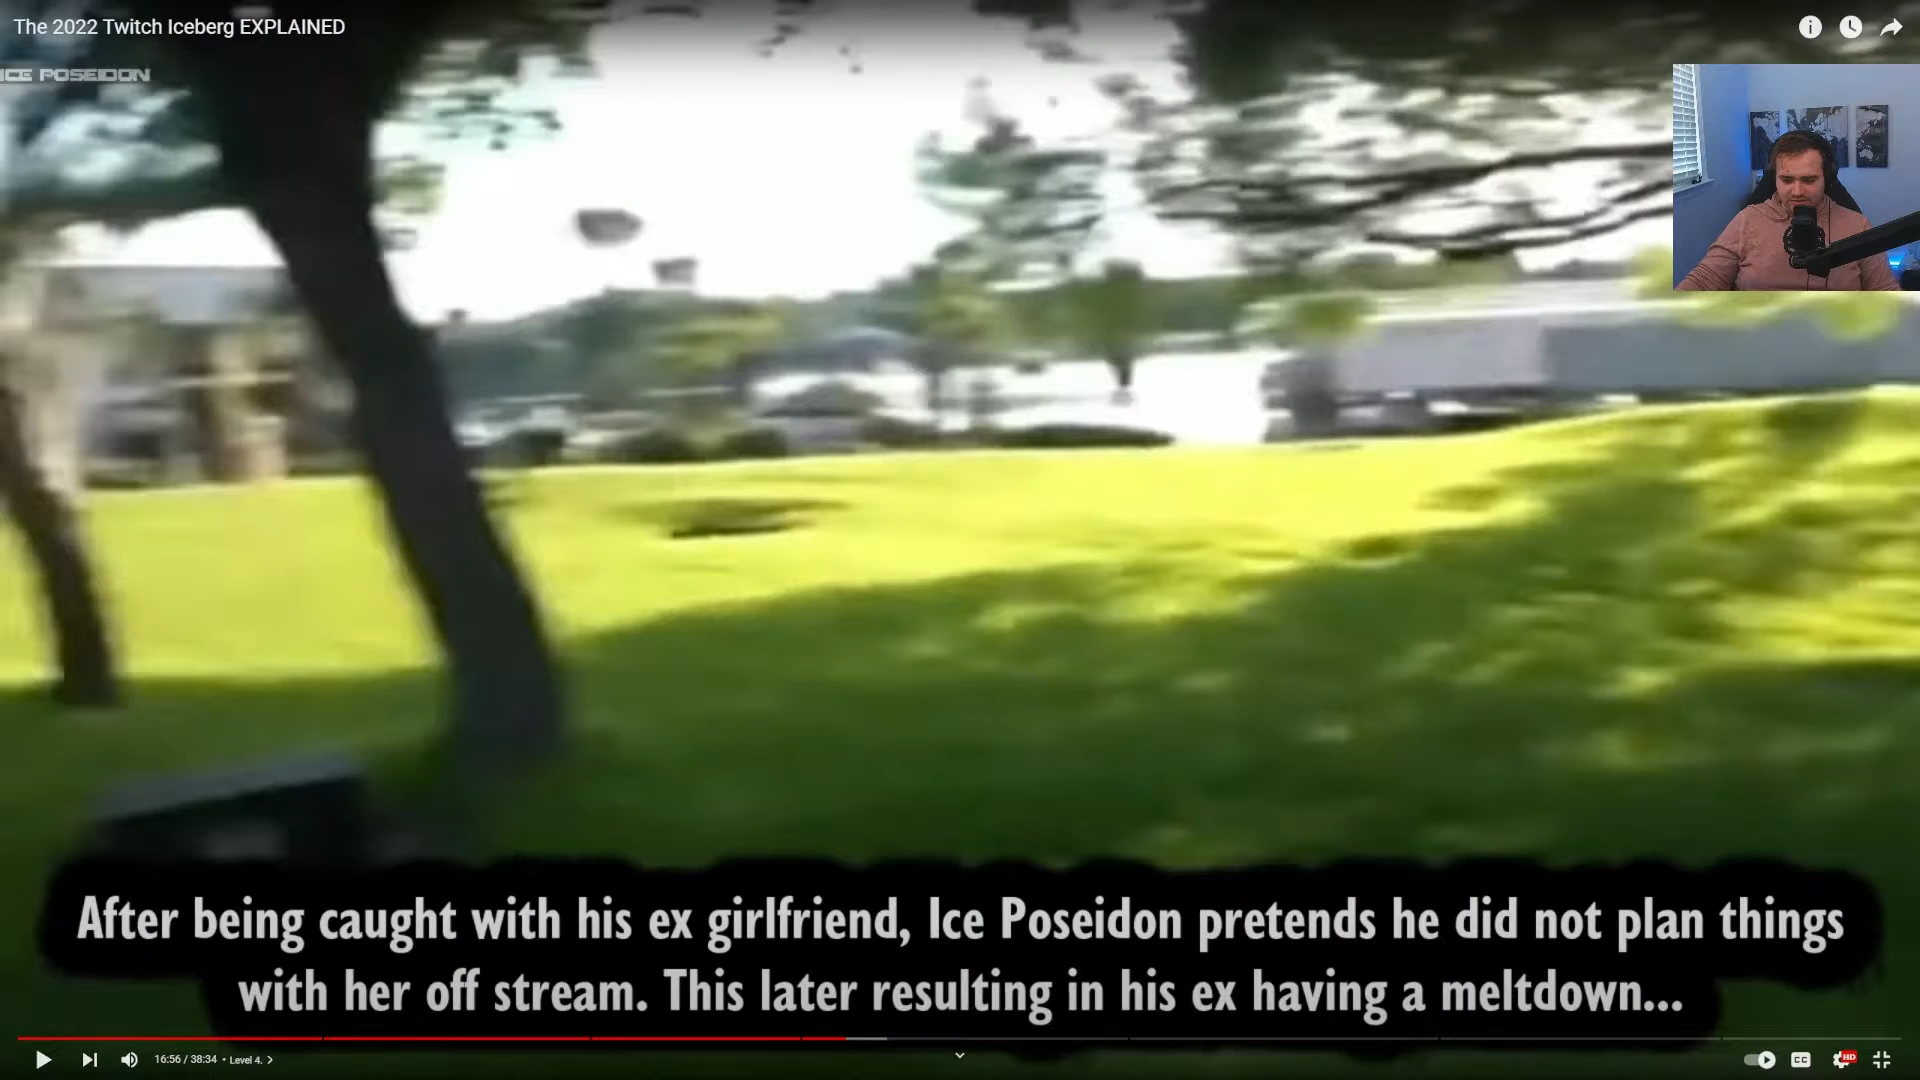 The 2022 Twitch Iceberg EXPLAINED
ICE POSEIDON
After being caught with his ex girlfriend, Ice Poseidon pretends he did not plan things
with her off stream. This later resulting in his ex having a meltdown...
16:56 / 38:34 • Level 4. >
CC
HD